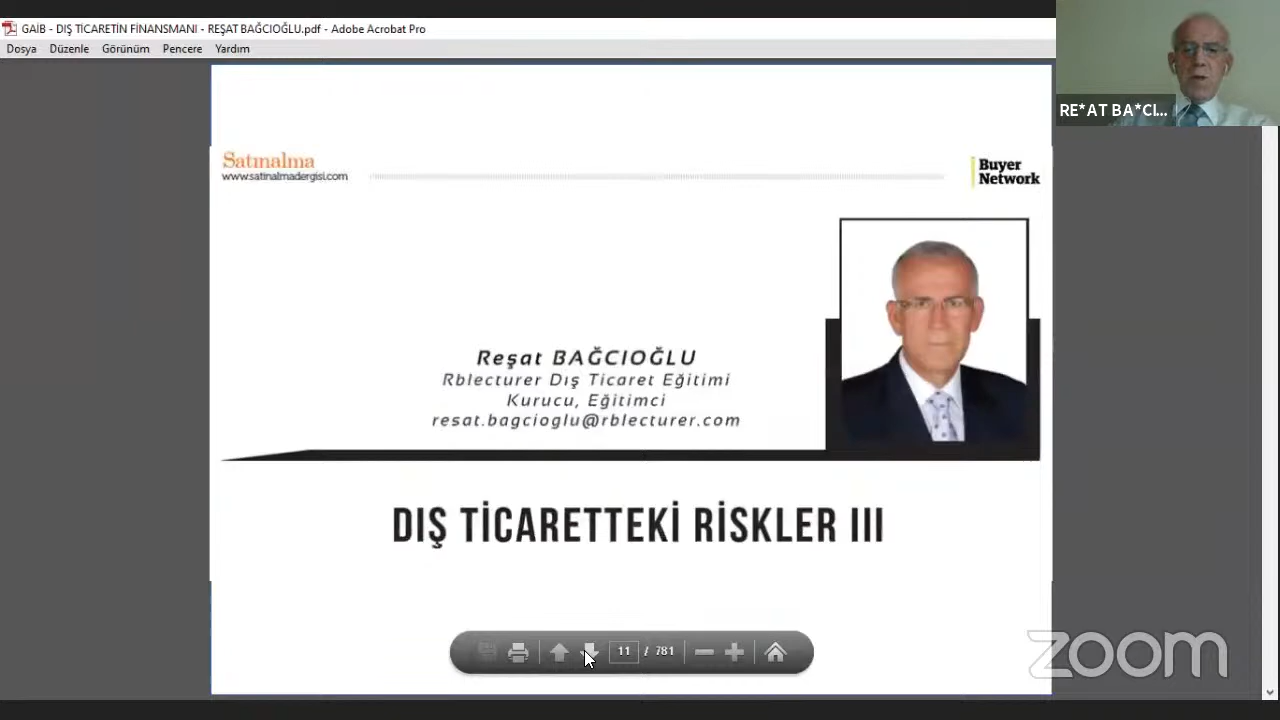 GAİB - DIŞ TİCARETİN FİNANSMANI - REŞAT BAĞCIOĞLU.pdf - Adobe Acrobat Pro
Dosya Düzenle Görünüm Pencere Yardım
RE*AT BA*CI...
Satınalma
www.satinalmadergisi.com
Buyer
Network
Reşat BAĞCIOĞLU
Rblecturer Dış Ticaret Eğitimi
Kurucu, Eğitimci
resat.bagcioglu@rblecturer.com
DIŞ TİCARETTEKİ RİSKLER III
11 / 781
zoom